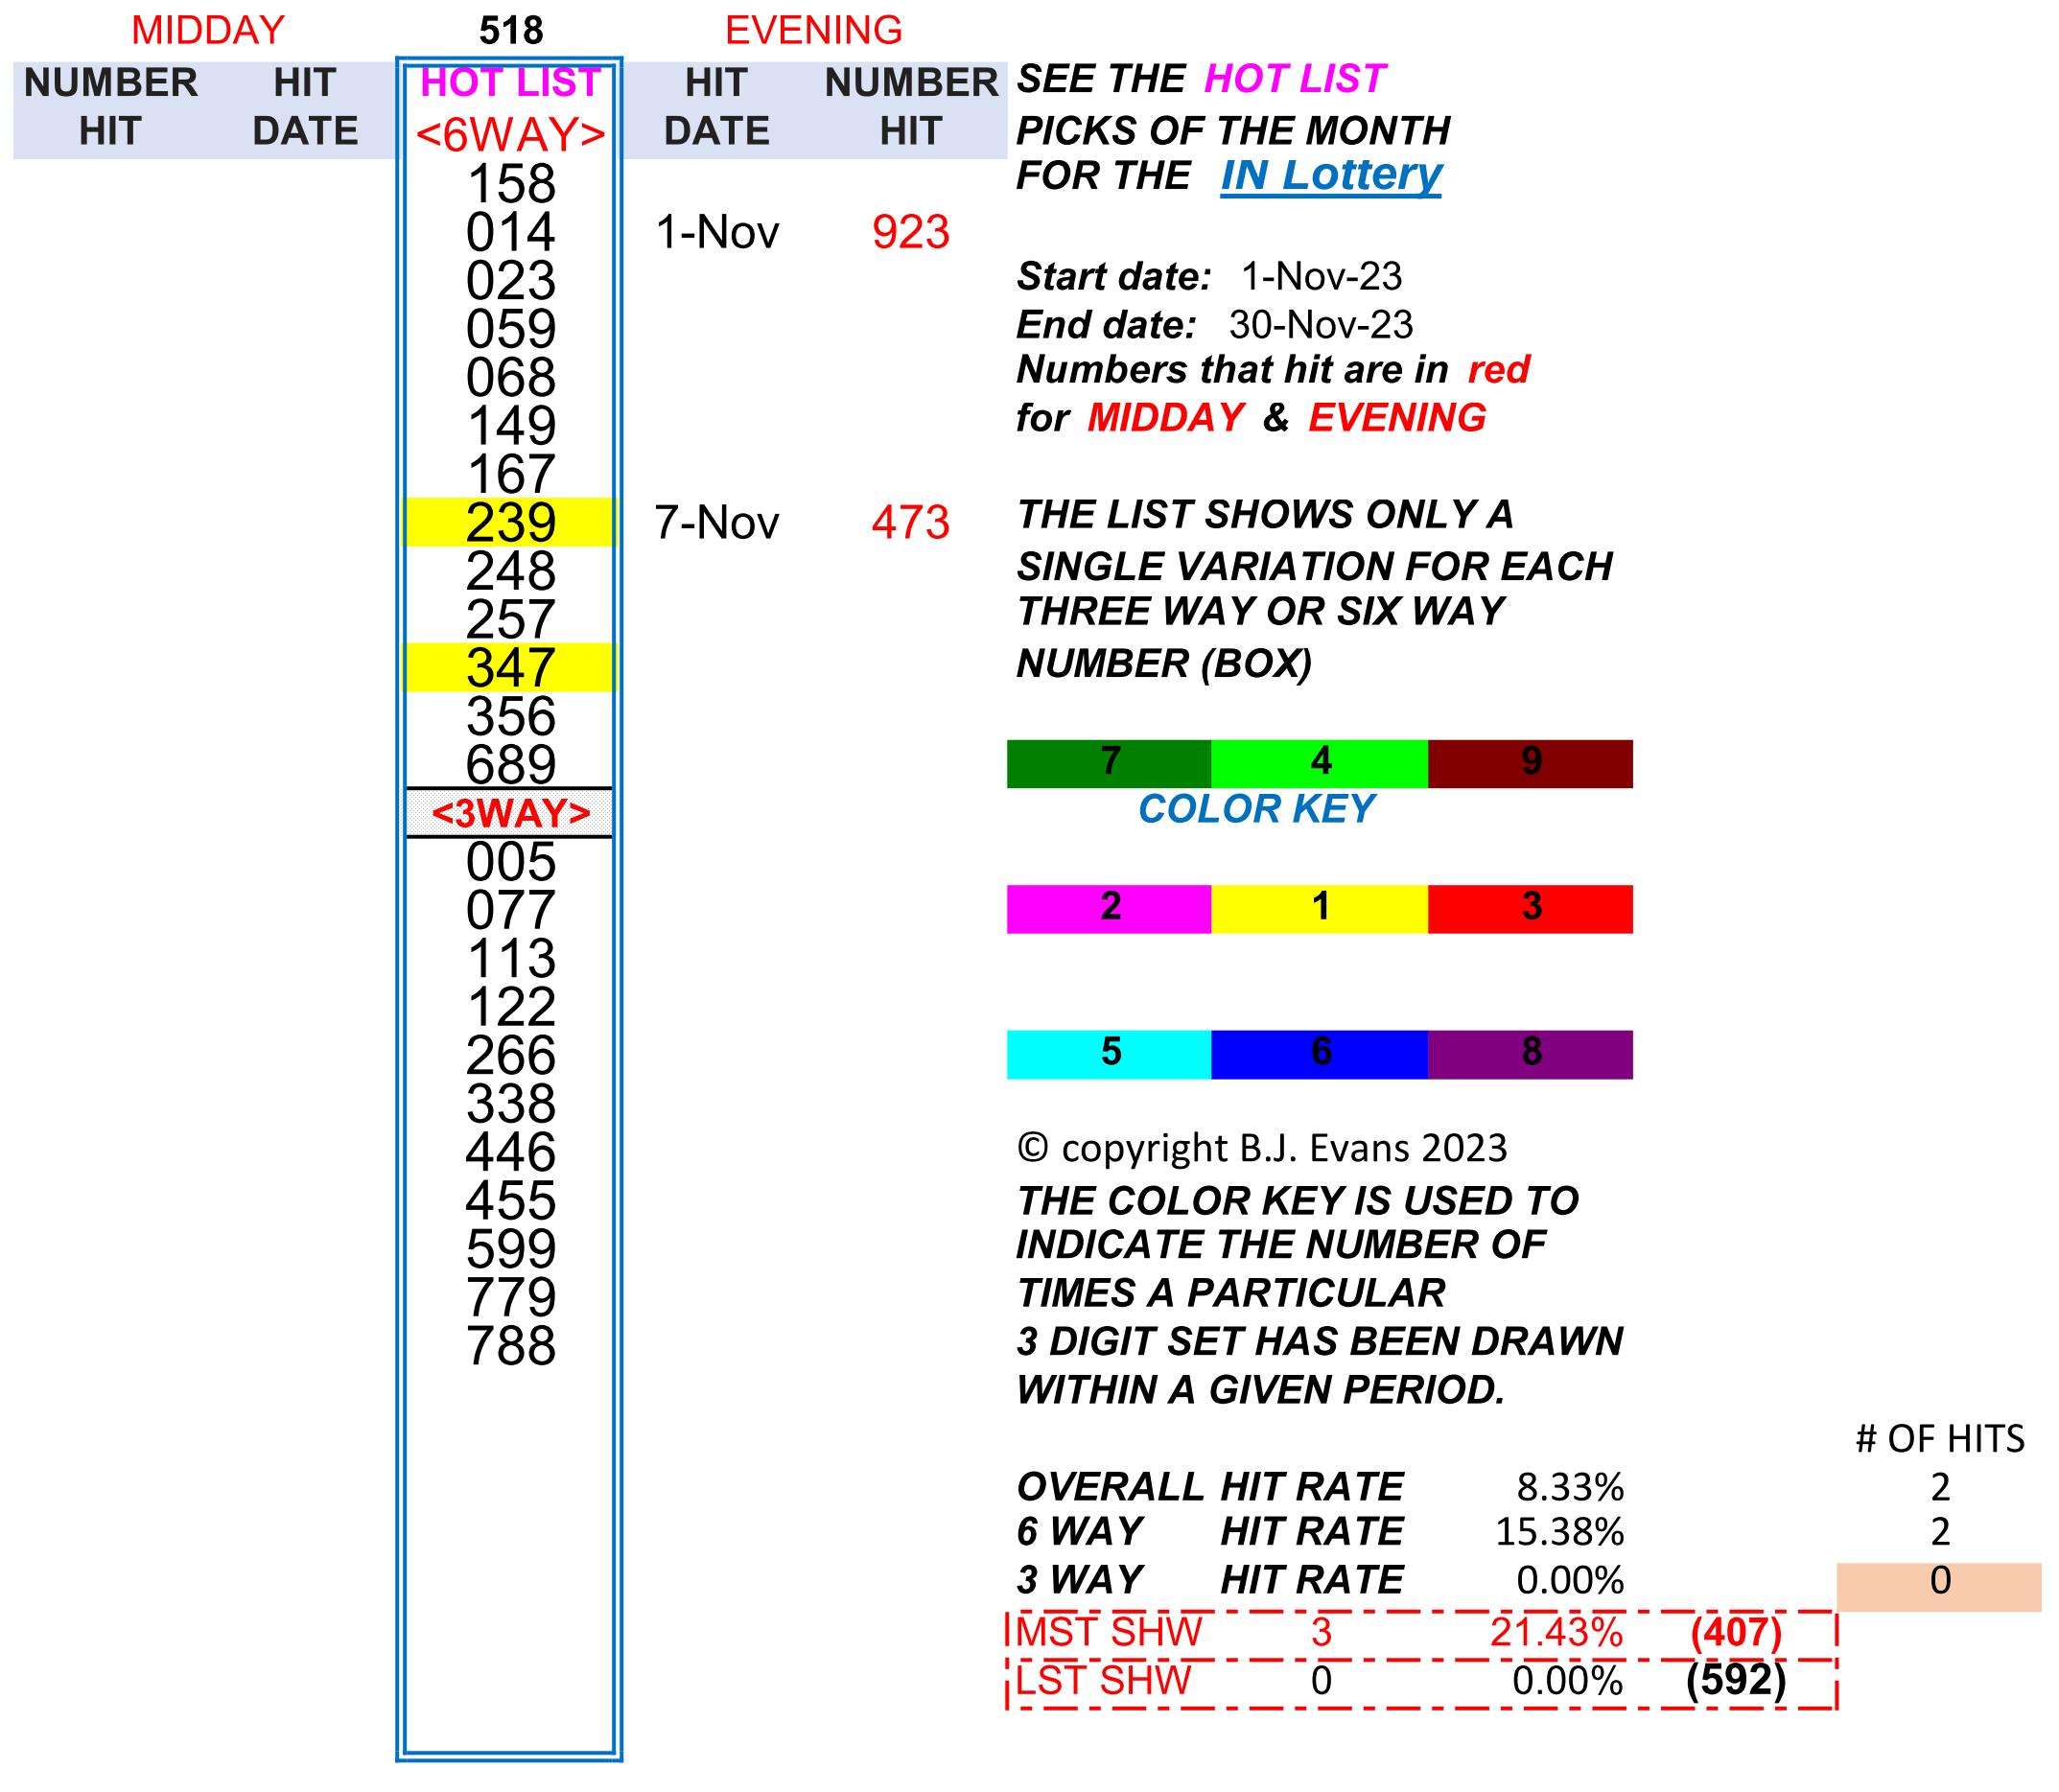 MIDDAY 518 EVENING
NUMBER HIT HOT LIST HIT NUMBER SEE THE HOT LIST
HIT DATE <6WAY> DATE HIT PICKS OF THE MONTH
158 FOR THE IN Lottery
014 1-Nov 923
023 Start date: 1-Nov-23
059 End date: 30-Nov-23
068 Numbers that hit are in red
149 for MIDDAY & EVENING
167
239 7-Nov 473 THE LIST SHOWS ONLY A
248 SINGLE VARIATION FOR EACH
257 THREE WAY OR SIX WAY
347 NUMBER (BOX)
356
689 7 4 9
<3WAY> COLOR KEY
005
077 2 1 3
113
122
266 5 6 8
338
446 © copyright B.J. Evans 2023
455 THE COLOR KEY IS USED TO
599 INDICATE THE NUMBER OF
779 TIMES A PARTICULAR
788 3 DIGIT SET HAS BEEN DRAWN
WITHIN A GIVEN PERIOD.
# OF HITS
OVERALL HIT RATE 8.33% 2
6 WAY HIT RATE 15.38% 2
3 WAY HIT RATE 0.00% 0
MST SHW 3 21.43% (407)
LST SHW 0 0.00% (592)